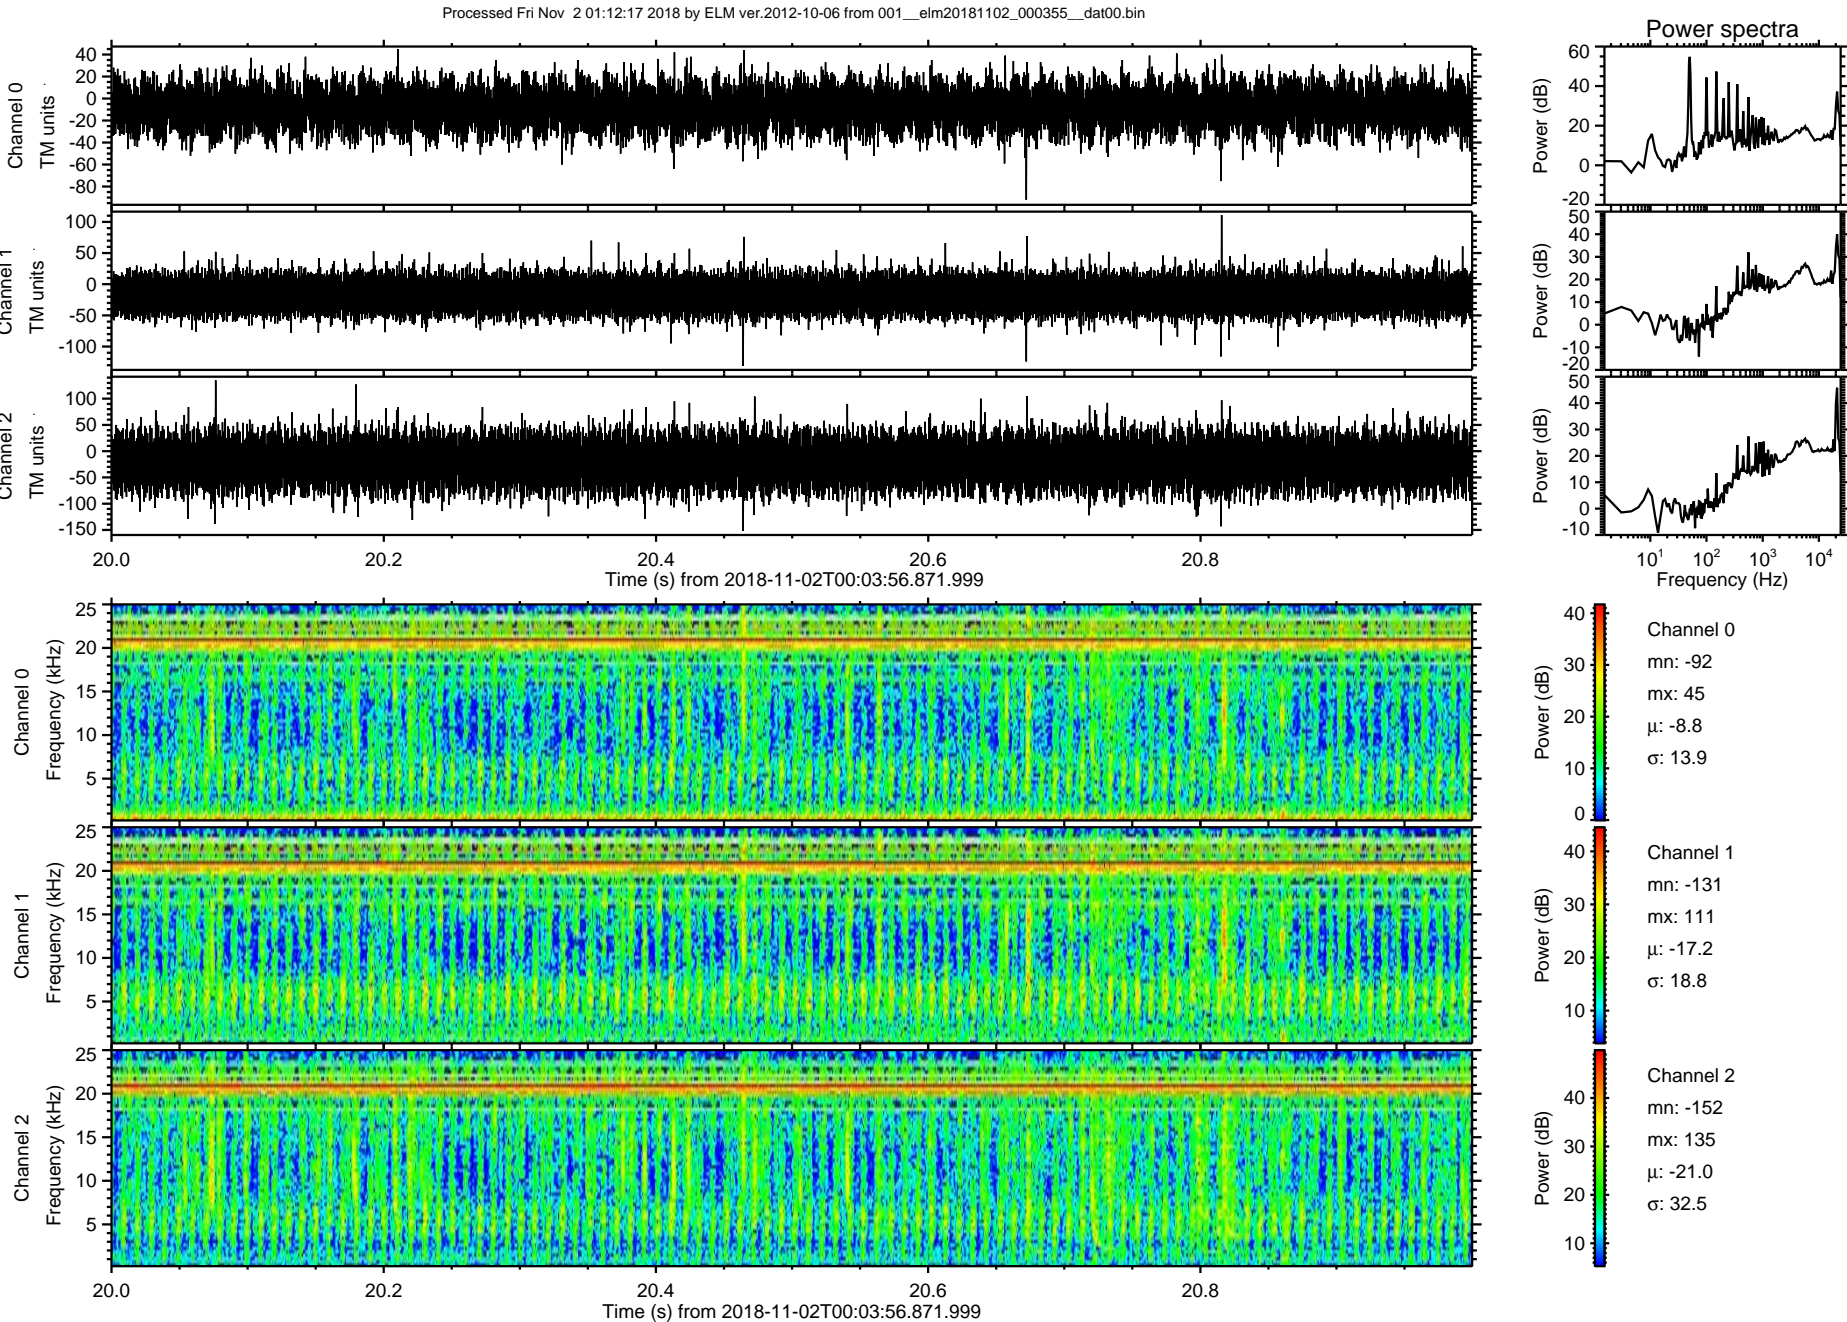 Processed Fri Nov  2 01:12:17 2018 by ELM ver.2012-10-06 from 001__elm20181102_000355__dat00.bin
Power spectra
Channel 0
TM units
40
20
0
-20
-40
-60
-80
Power (dB)
60
40
20
0
-20
Channel 1
TM units
100
50
0
-50
-100
Power (dB)
50
40
30
20
10
0
-10
-20
Channel 2
TM units
100
50
0
-50
-100
-150
Power (dB)
50
40
30
20
10
0
-10
20.0 20.2 20.4 20.6 20.8
Time (s) from 2018-11-02T00:03:56.871.999
10^1 10^2 10^3 10^4
Frequency (Hz)
Channel 0
Frequency (kHz)
25
20
15
10
5
Power (dB)
40
30
20
10
0
Channel 0
mn: -92
mx: 45
μ: -8.8
σ: 13.9
Channel 1
Frequency (kHz)
25
20
15
10
5
Power (dB)
40
30
20
10
Channel 1
mn: -131
mx: 111
μ: -17.2
σ: 18.8
Channel 2
Frequency (kHz)
25
20
15
10
5
Power (dB)
40
30
20
10
Channel 2
mn: -152
mx: 135
μ: -21.0
σ: 32.5
20.0 20.2 20.4 20.6 20.8
Time (s) from 2018-11-02T00:03:56.871.999